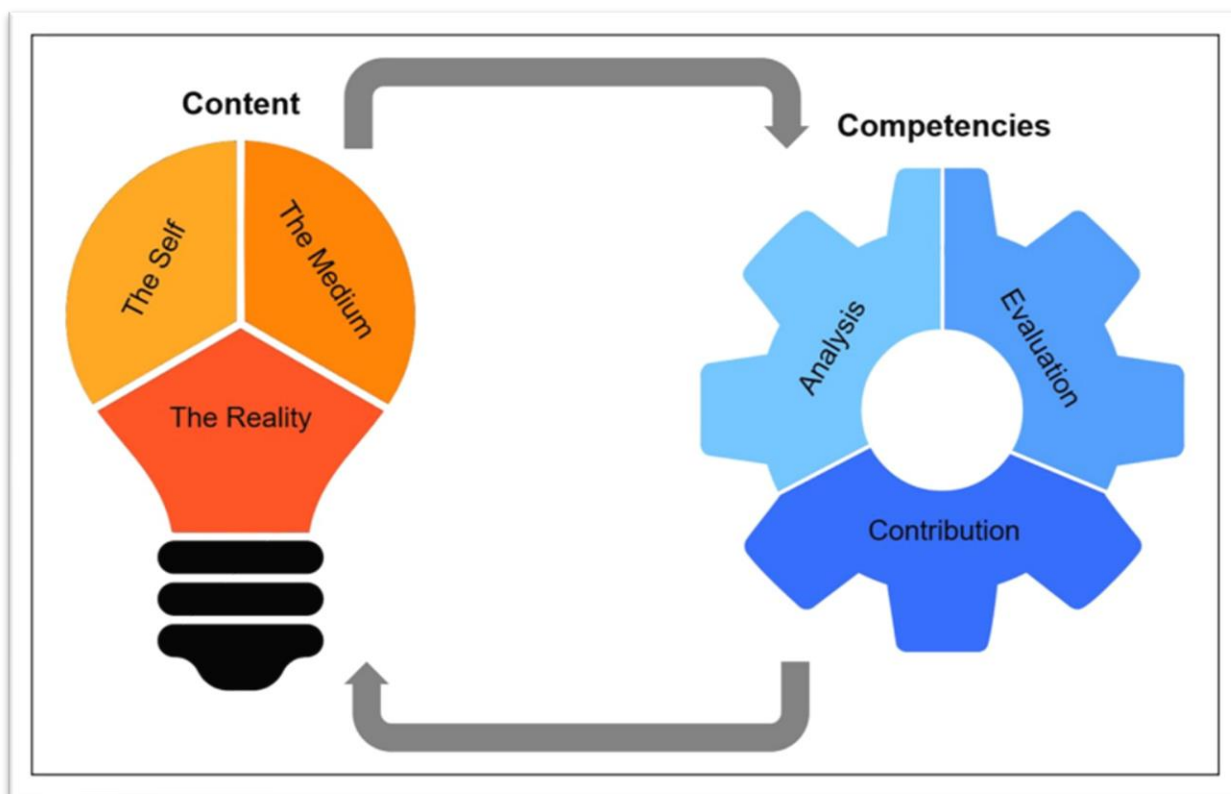 Content
Competencies
The Self
The Medium
The Reality
Analysis
Evaluation
Contribution